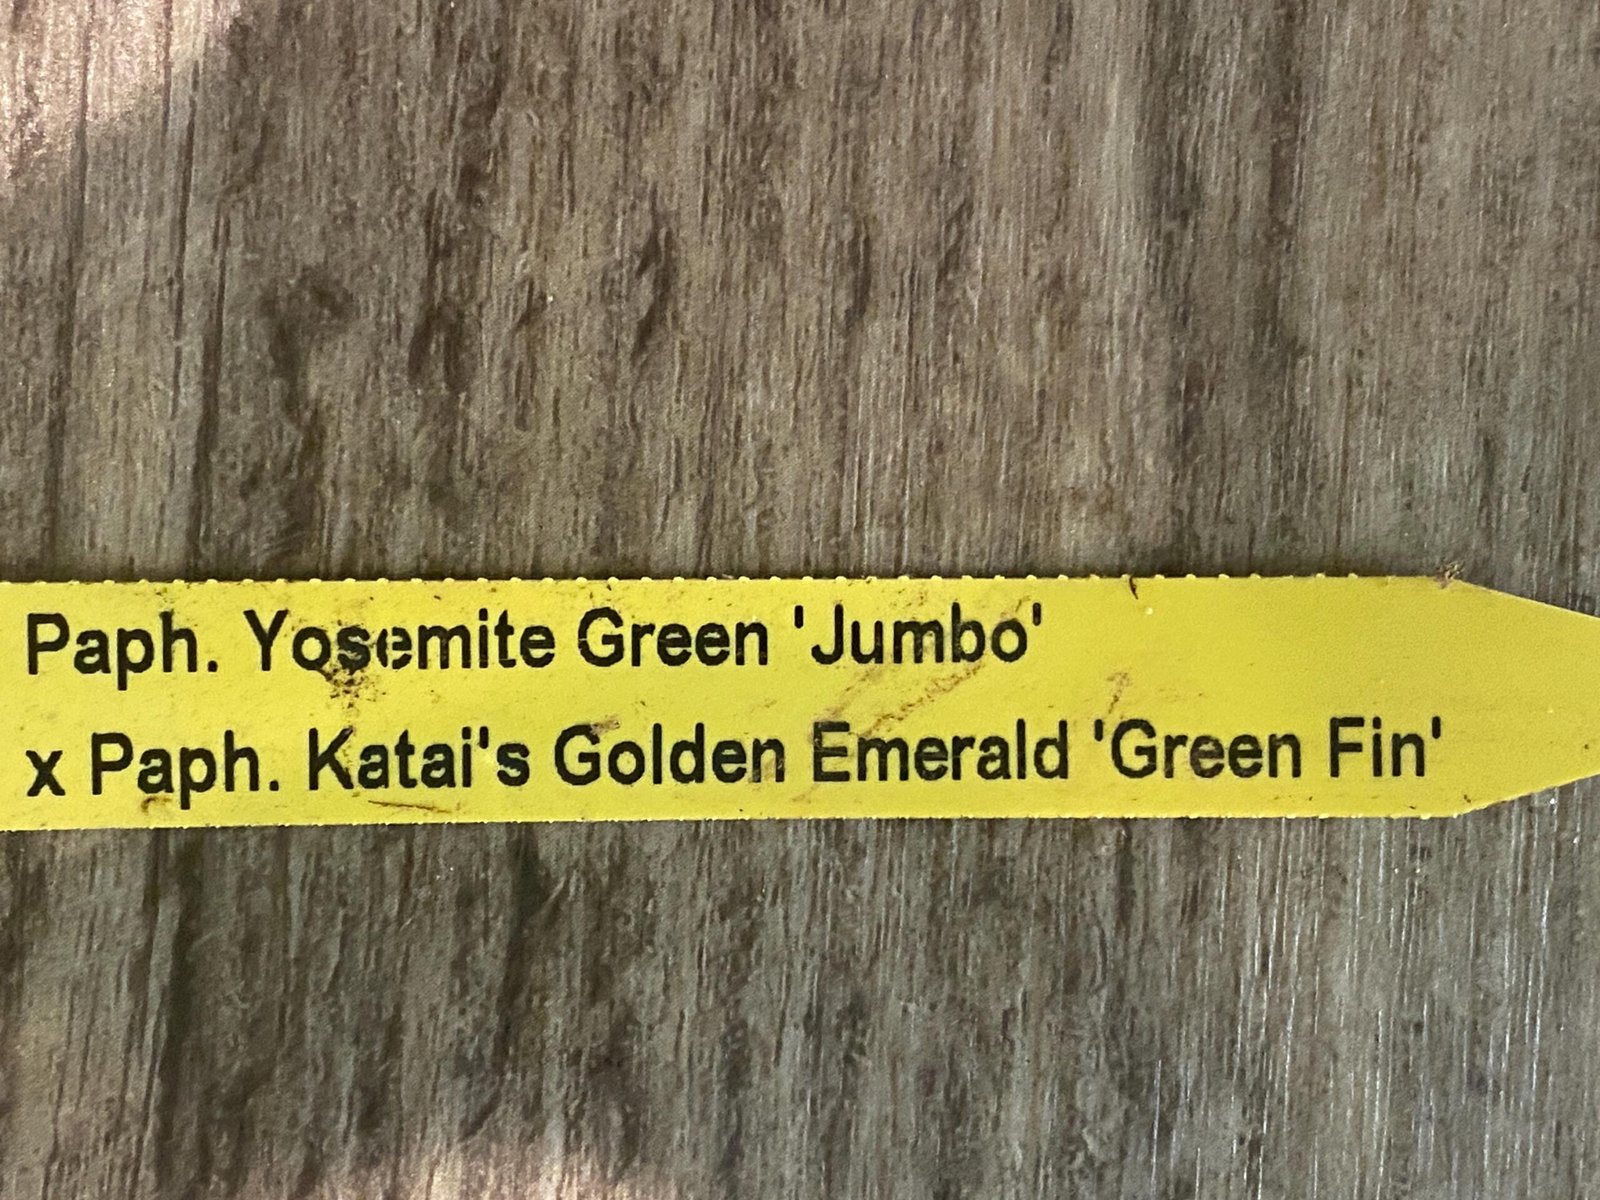 Paph. Yosemite Green 'Jumbo'
x Paph. Katai's Golden Emerald 'Green Fin'